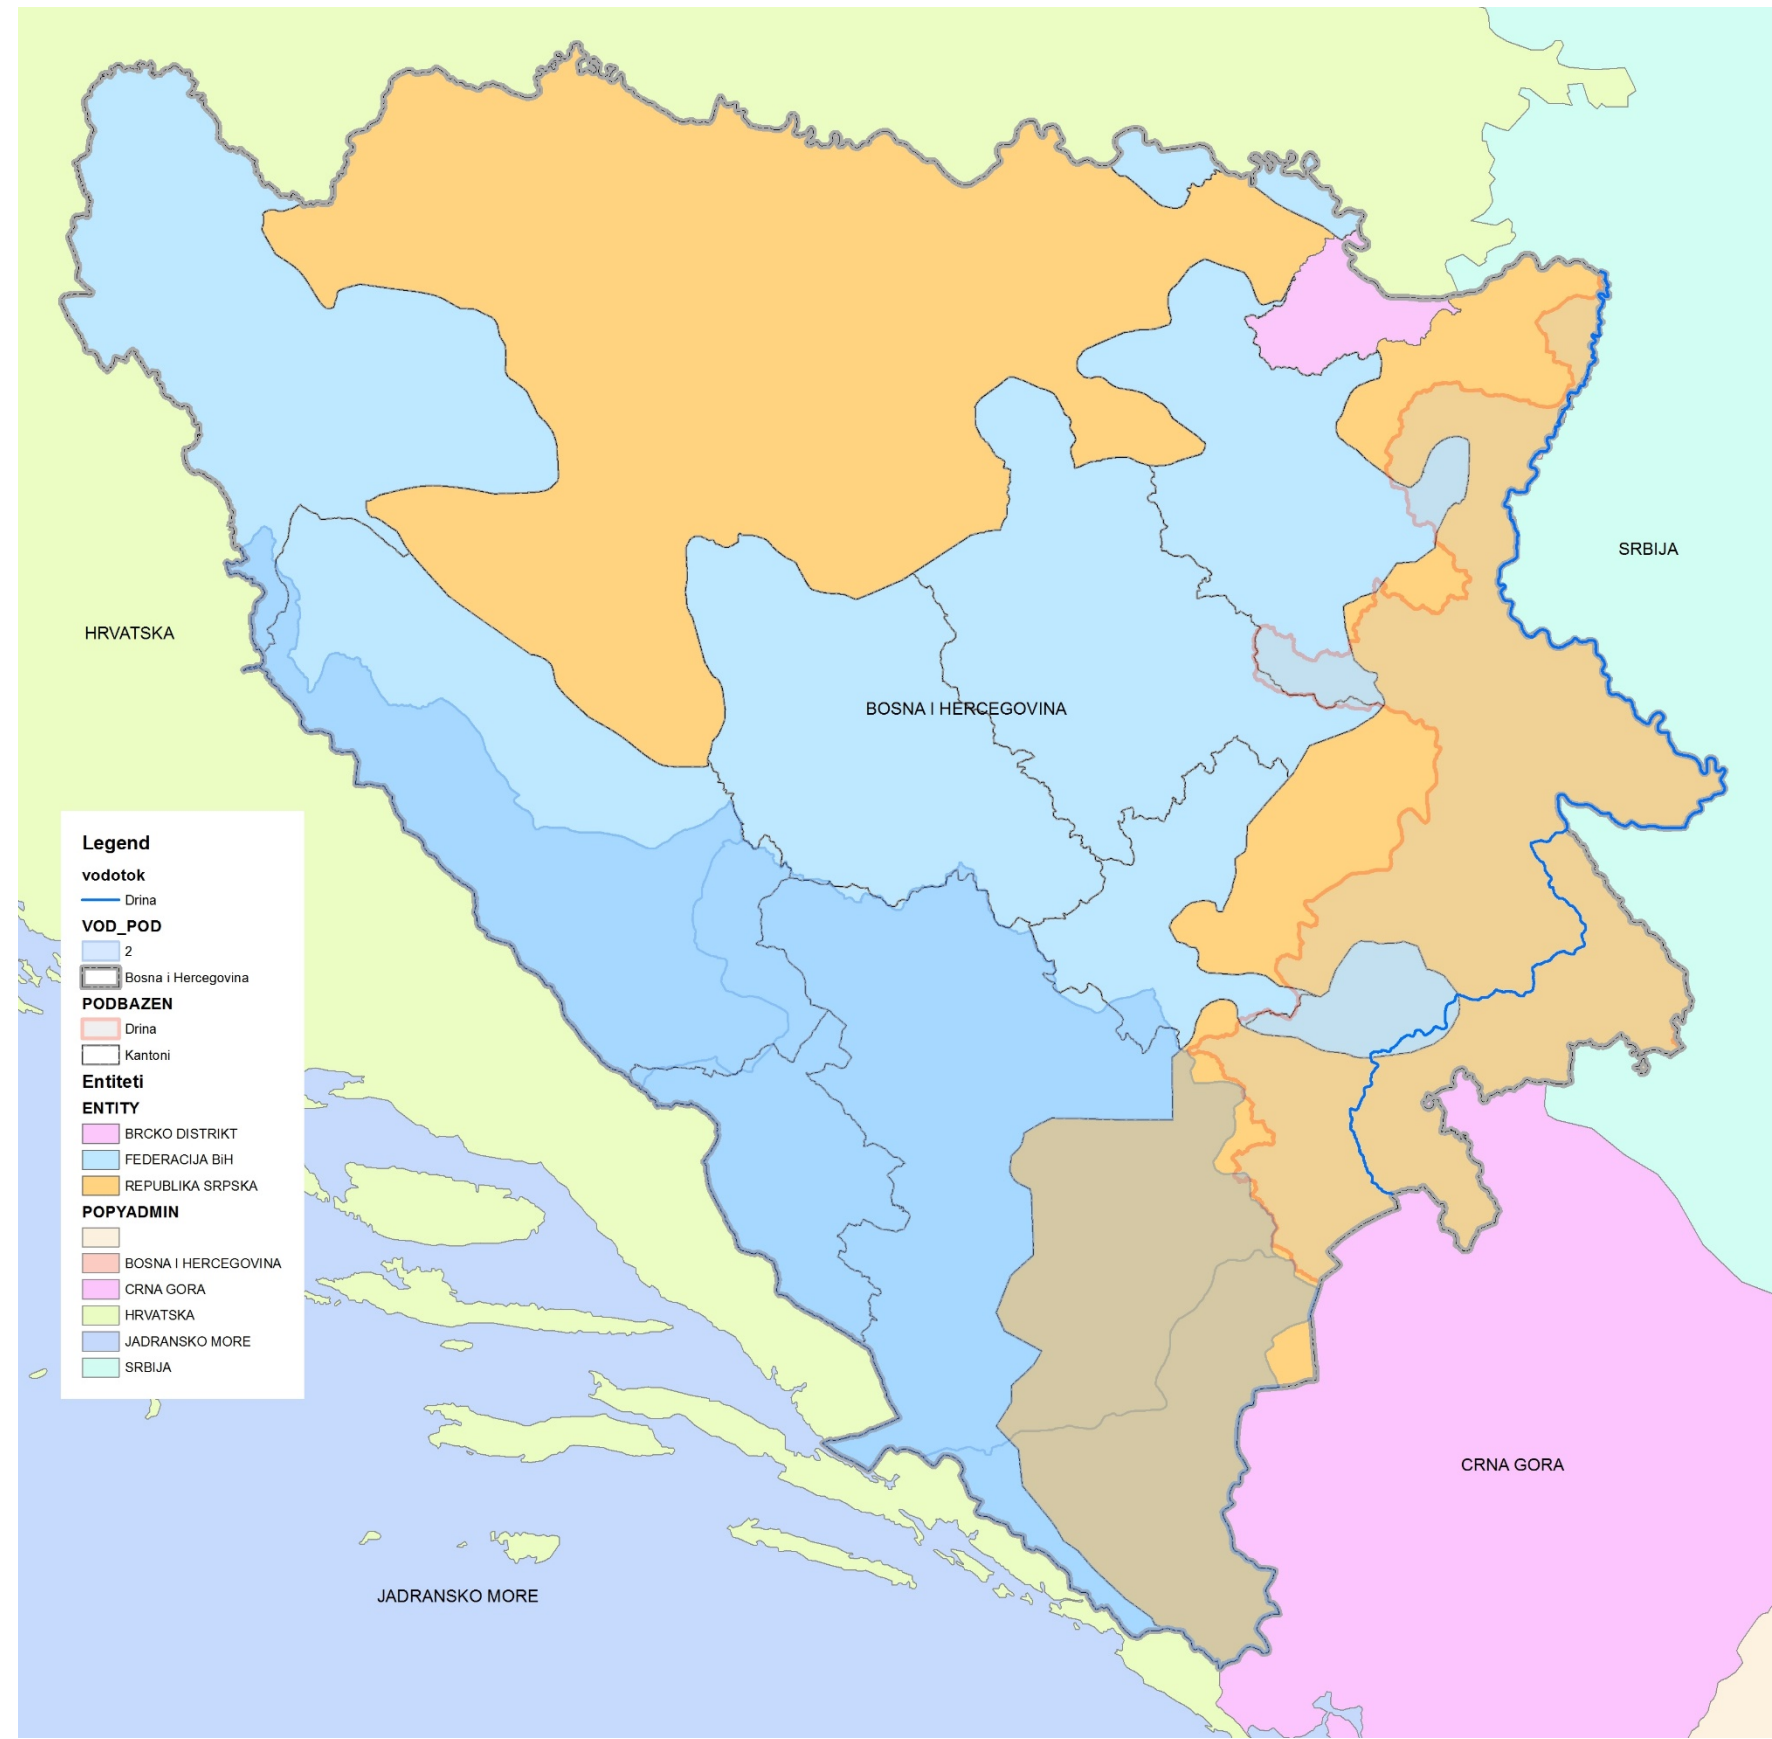 SRBIJA
HRVATSKA
BOSNA I HERCEGOVINA
Legend
vodotok
Drina
VOD_POD
2
Bosna i Hercegovina
PODBAZEN
Drina
Kantoni
Entiteti
ENTITY
BRCKO DISTRIKT
FEDERACIJA BiH
REPUBLIKA SRPSKA
POPYADMIN
BOSNA I HERCEGOVINA
CRNA GORA
HRVATSKA
JADRANSKO MORE
SRBIJA
CRNA GORA
JADRANSKO MORE